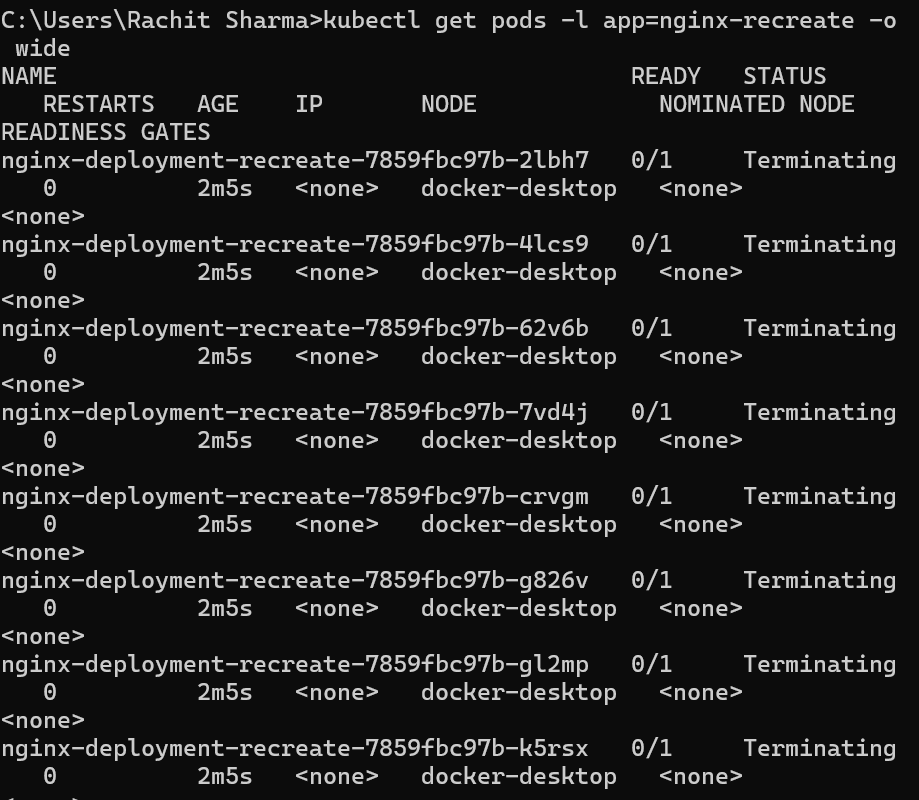 C:\Users\Rachit Sharma>kubectl get pods -l app=nginx-recreate -o
wide
NAME READY STATUS
RESTARTS AGE IP NODE NOMINATED NODE
READINESS GATES
nginx-deployment-recreate-7859fbc97b-2lbh7 0/1 Terminating
0 2m5s <none> docker-desktop <none>
<none>
nginx-deployment-recreate-7859fbc97b-4lcs9 0/1 Terminating
0 2m5s <none> docker-desktop <none>
<none>
nginx-deployment-recreate-7859fbc97b-62v6b 0/1 Terminating
0 2m5s <none> docker-desktop <none>
<none>
nginx-deployment-recreate-7859fbc97b-7vd4j 0/1 Terminating
0 2m5s <none> docker-desktop <none>
<none>
nginx-deployment-recreate-7859fbc97b-crvgm 0/1 Terminating
0 2m5s <none> docker-desktop <none>
<none>
nginx-deployment-recreate-7859fbc97b-g826v 0/1 Terminating
0 2m5s <none> docker-desktop <none>
<none>
nginx-deployment-recreate-7859fbc97b-gl2mp 0/1 Terminating
0 2m5s <none> docker-desktop <none>
<none>
nginx-deployment-recreate-7859fbc97b-k5rsx 0/1 Terminating
0 2m5s <none> docker-desktop <none>